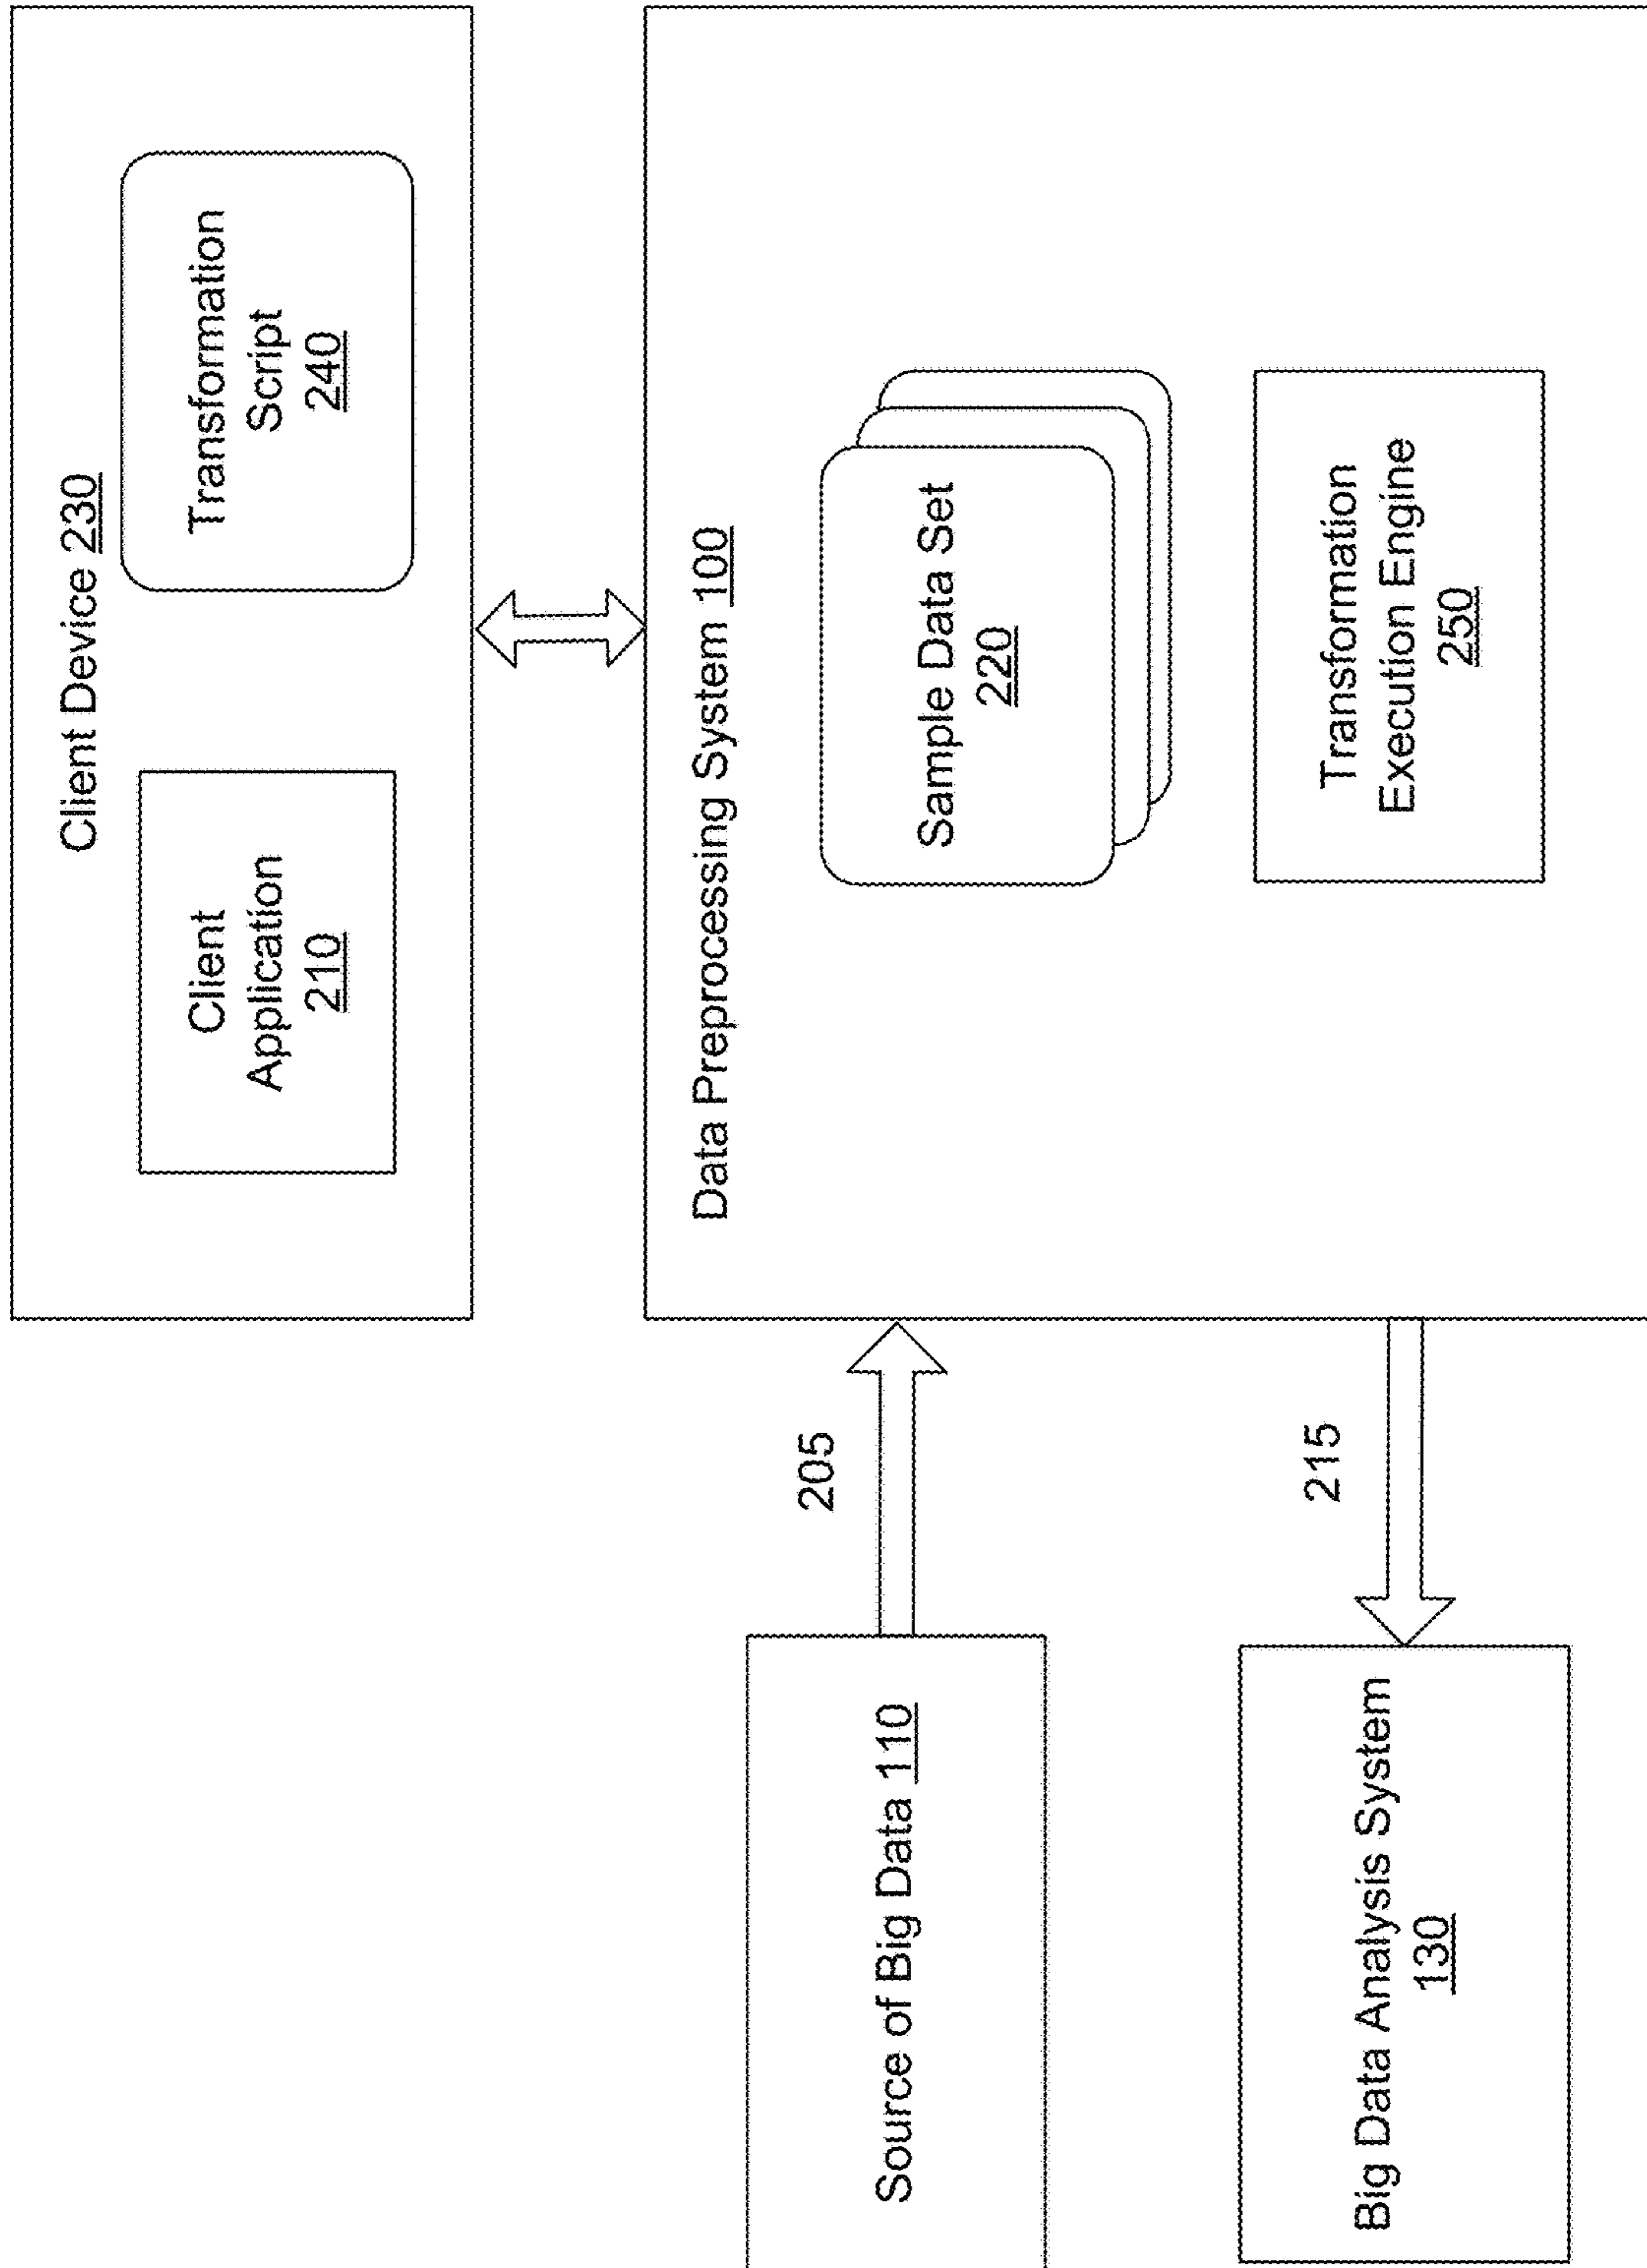 Client Device 230
Client
Application
210
Transformation
Script
240
Data Preprocessing System 100
Sample Data Set
220
Transformation
Execution Engine
250
Source of Big Data 110
205
Big Data Analysis System
130
215